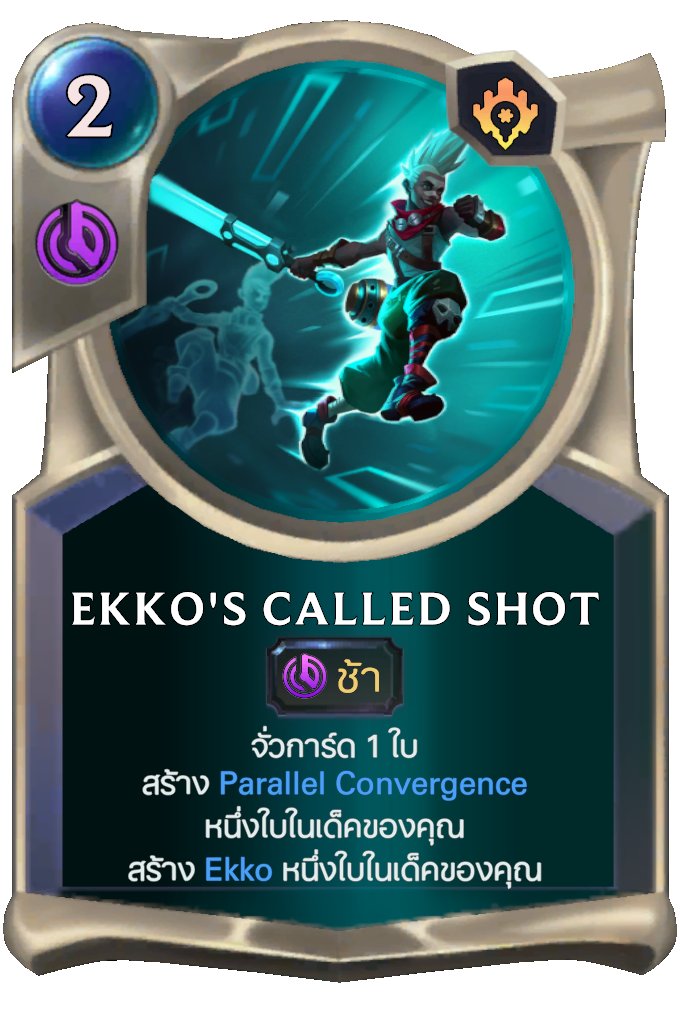 2
EKKO'S CALLED SHOT
ช้า
จั่วการ์ด 1 ใบ
สร้าง Parallel Convergence
หนึ่งใบในเด็คของคุณ
สร้าง Ekko หนึ่งใบในเด็คของคุณ